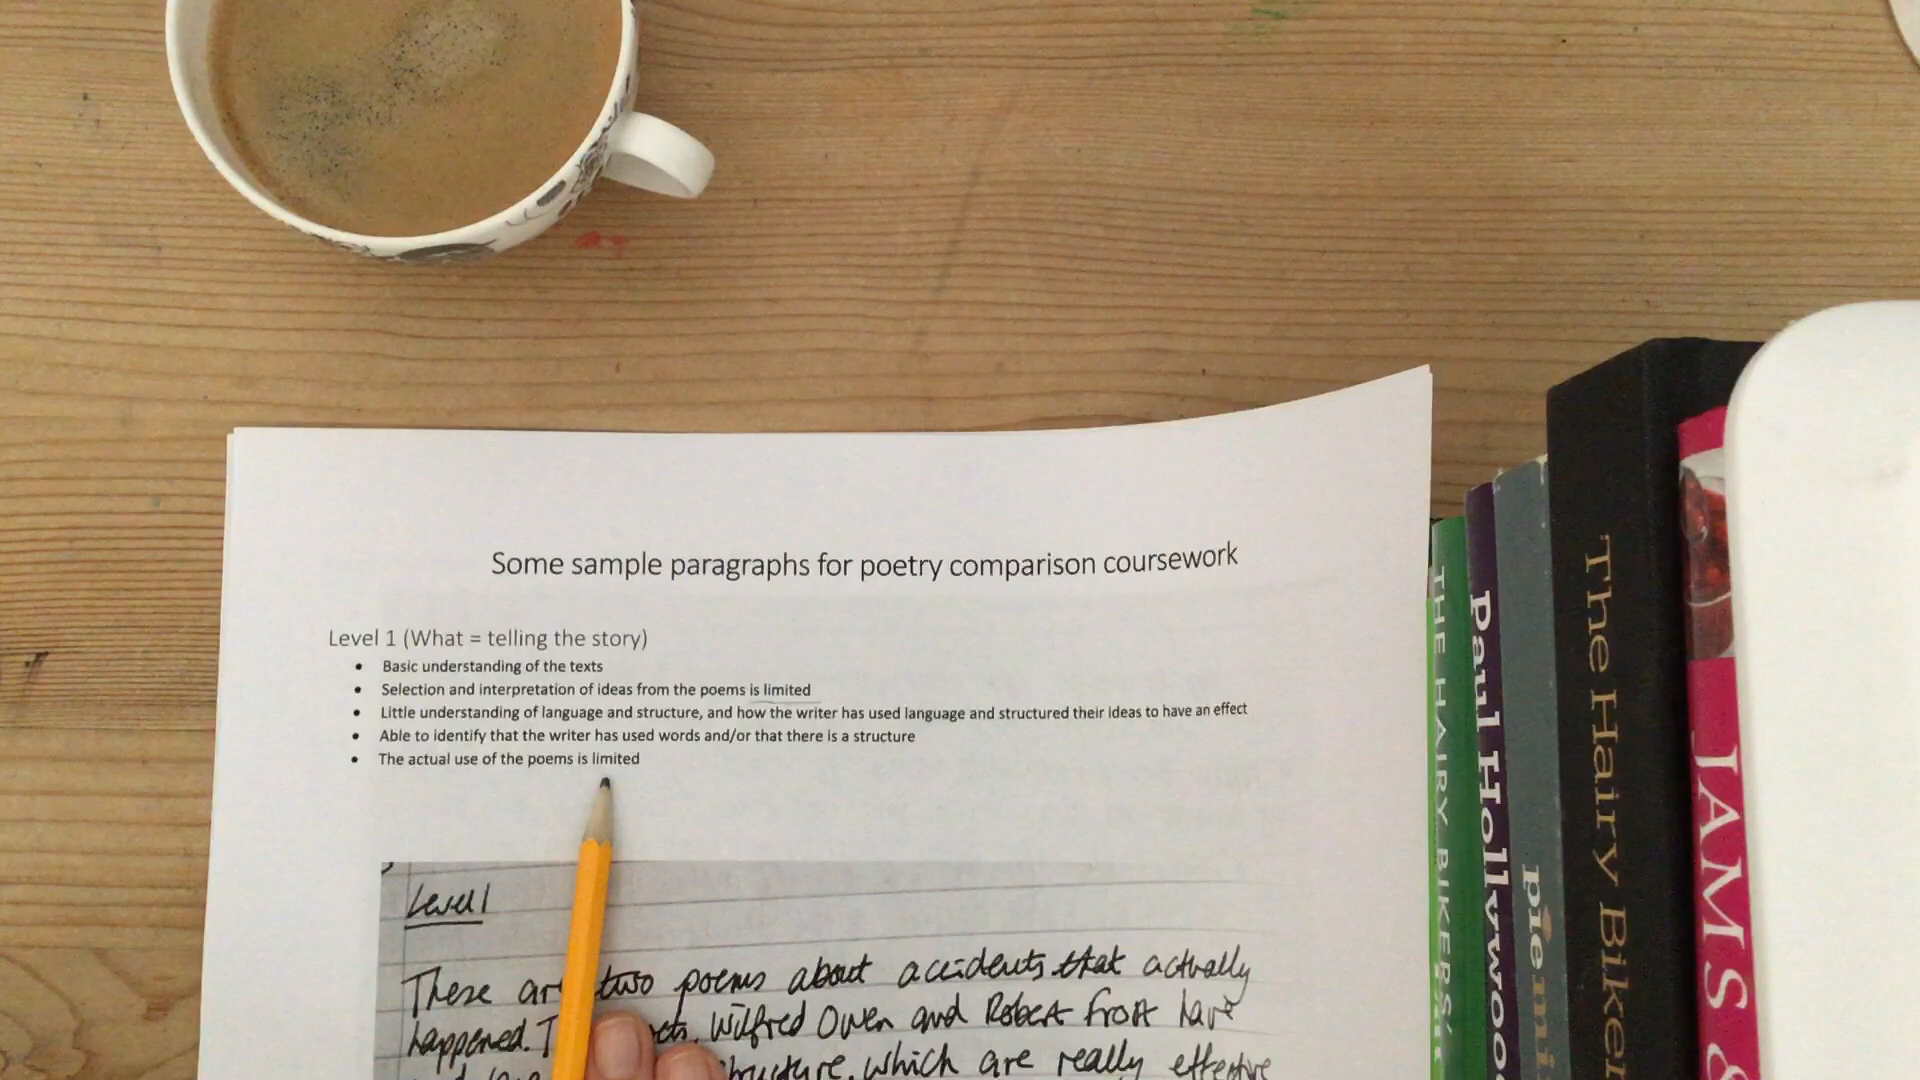 Some sample paragraphs for poetry comparison coursework
Level 1 (What = telling the story)
• Basic understanding of the texts
• Selection and interpretation of ideas from the poems is limited
• Little understanding of language and structure, and how the writer has used language and structured their ideas to have an effect
• Able to identify that the writer has used words and/or that there is a structure
• The actual use of the poems is limited
Level 1
These are two poems about accidents that actually
happened. Wilfred Owen and Robert Frost have
structure, which are really effective
THE HAIRY BIKERS'
Paul Hollywoo
pie mi
The Hairy Biker
JAMS &